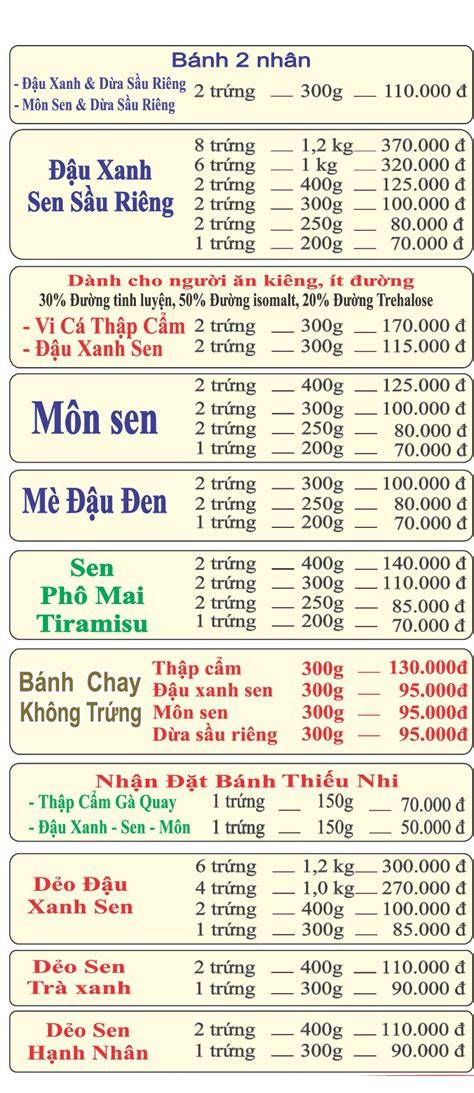 Bánh 2 nhân
- Đậu Xanh & Dừa Sầu Riêng
- Môn Sen & Dừa Sầu Riêng
2 trứng — 300g — 110.000 đ
Đậu Xanh
Sen Sầu Riêng
8 trứng — 1,2 kg — 370.000 đ
6 trứng — 1 kg — 320.000 đ
2 trứng — 400g — 125.000 đ
2 trứng — 300g — 100.000 đ
2 trứng — 250g — 80.000 đ
1 trứng — 200g — 70.000 đ
Dành cho người ăn kiêng, ít đường
30% Đường tinh luyện, 50% Đường isomalt, 20% Đường Trehalose
- Vi Cá Thập Cẩm 2 trứng — 300g — 170.000 đ
- Đậu Xanh Sen 2 trứng — 300g — 115.000 đ
Môn sen
2 trứng — 400g — 125.000 đ
2 trứng — 300g — 100.000 đ
2 trứng — 250g — 80.000 đ
1 trứng — 200g — 70.000 đ
Mè Đậu Đen
2 trứng — 300g — 100.000 đ
2 trứng — 250g — 80.000 đ
1 trứng — 200g — 70.000 đ
Sen
Phô Mai
Tiramisu
2 trứng — 400g — 140.000 đ
2 trứng — 300g — 110.000 đ
2 trứng — 250g — 85.000 đ
1 trứng — 200g — 70.000 đ
Bánh Chay
Không Trứng
Thập cẩm 300g — 130.000đ
Đậu xanh sen 300g — 95.000đ
Môn sen 300g — 95.000đ
Dừa sầu riêng 300g — 95.000đ
Nhận Đặt Bánh Thiếu Nhi
- Thập Cẩm Gà Quay 1 trứng — 150g — 70.000 đ
- Đậu Xanh - Sen - Môn 1 trứng — 150g — 50.000 đ
Dẻo Đậu
Xanh Sen
6 trứng — 1,2 kg — 300.000 đ
4 trứng — 1,0 kg — 270.000 đ
2 trứng — 400g — 100.000 đ
1 trứng — 300g — 85.000 đ
Dẻo Sen
Trà xanh
2 trứng — 400g — 110.000 đ
1 trứng — 300g — 90.000 đ
Dẻo Sen
Hạnh Nhân
2 trứng — 400g — 110.000 đ
1 trứng — 300g — 90.000 đ